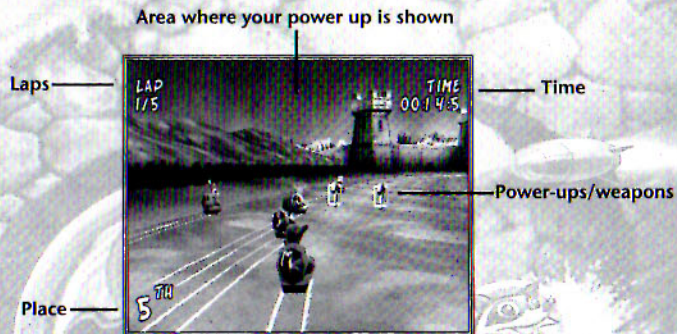 Area where your power up is shown
Laps
LAP
1/5
TIME
00:14:5
Time
Power-ups/weapons
Place
5TH